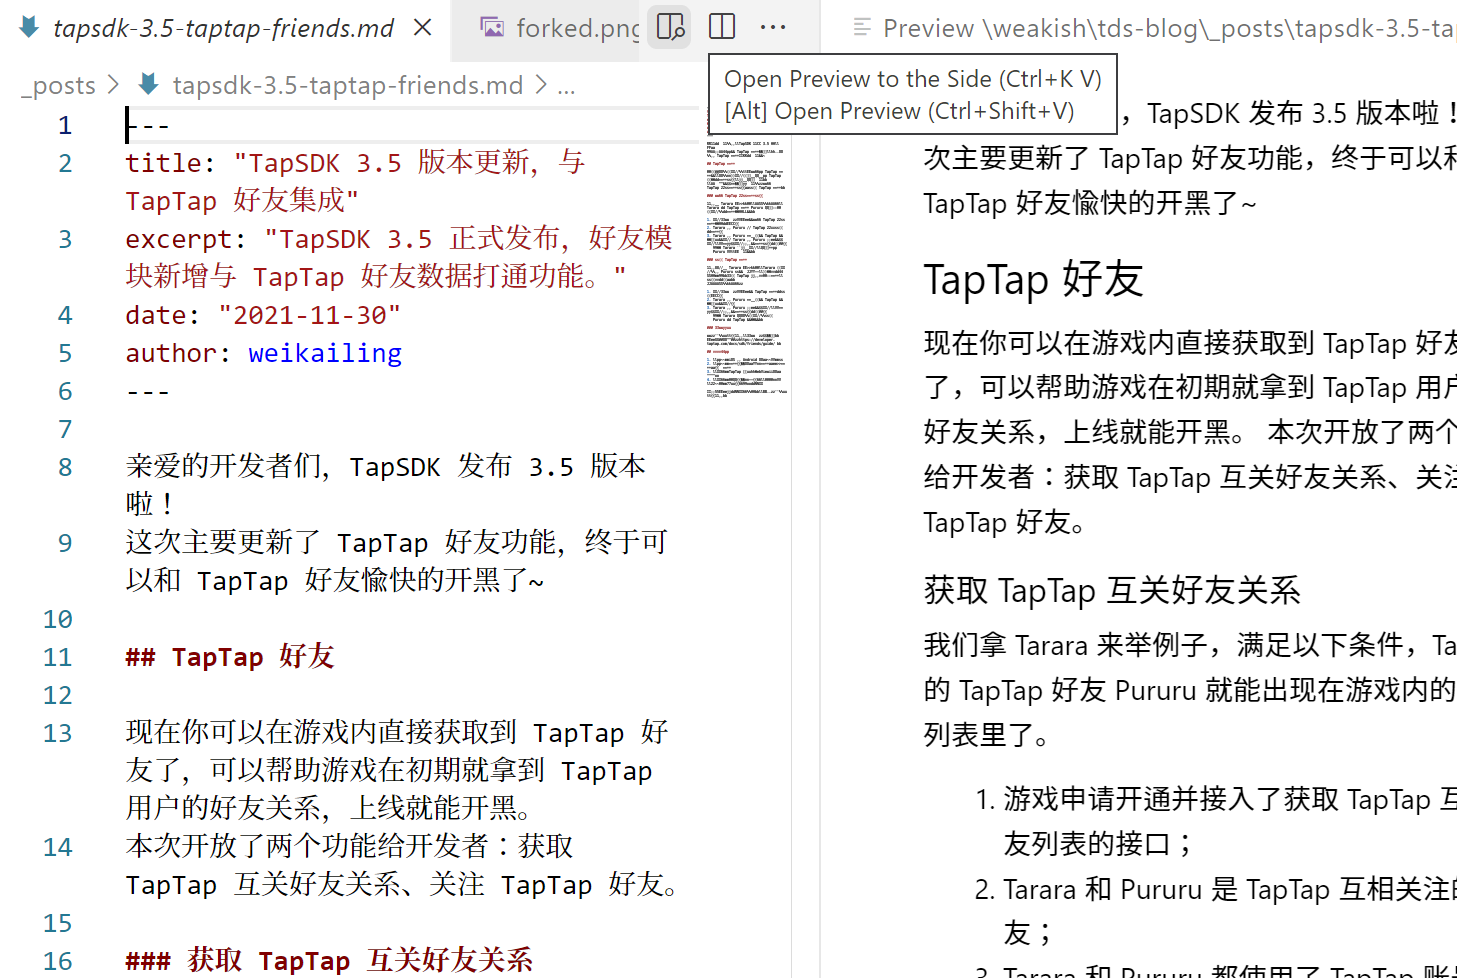 tapsdk-3.5-taptap-friends.md
forked.png
Preview \weakish\tds-blog\_posts\tapsdk-3.5-ta
Open Preview to the Side (Ctrl+K V)
[Alt] Open Preview (Ctrl+Shift+V)
_posts > tapsdk-3.5-taptap-friends.md > ...
1 ---
2 title: "TapSDK 3.5 版本更新，与
TapTap 好友集成"
3 excerpt: "TapSDK 3.5 正式发布，好友模
块新增与 TapTap 好友数据打通功能。"
4 date: "2021-11-30"
5 author: weikailing
6 ---
7
8 亲爱的开发者们，TapSDK 发布 3.5 版本
啦！
9 这次主要更新了 TapTap 好友功能，终于可
以和 TapTap 好友愉快的开黑了~
10
11 ## TapTap 好友
12
13 现在你可以在游戏内直接获取到 TapTap 好
友了，可以帮助游戏在初期就拿到 TapTap
用户的好友关系，上线就能开黑。
14 本次开放了两个功能给开发者：获取
TapTap 互关好友关系、关注 TapTap 好友。
15
16 ### 获取 TapTap 互关好友关系
，TapSDK 发布 3.5 版本啦！
次主要更新了 TapTap 好友功能，终于可以和
TapTap 好友愉快的开黑了~
TapTap 好友
现在你可以在游戏内直接获取到 TapTap 好友
了，可以帮助游戏在初期就拿到 TapTap 用户
好友关系，上线就能开黑。 本次开放了两个
给开发者：获取 TapTap 互关好友关系、关注
TapTap 好友。
获取 TapTap 互关好友关系
我们拿 Tarara 来举例子，满足以下条件，Ta
的 TapTap 好友 Pururu 就能出现在游戏内的
列表里了。
1. 游戏申请开通并接入了获取 TapTap 互
友列表的接口；
2. Tarara 和 Pururu 是 TapTap 互相关注的
友；
3. Tarara 和 Pururu 都使用了 TapTap 账号